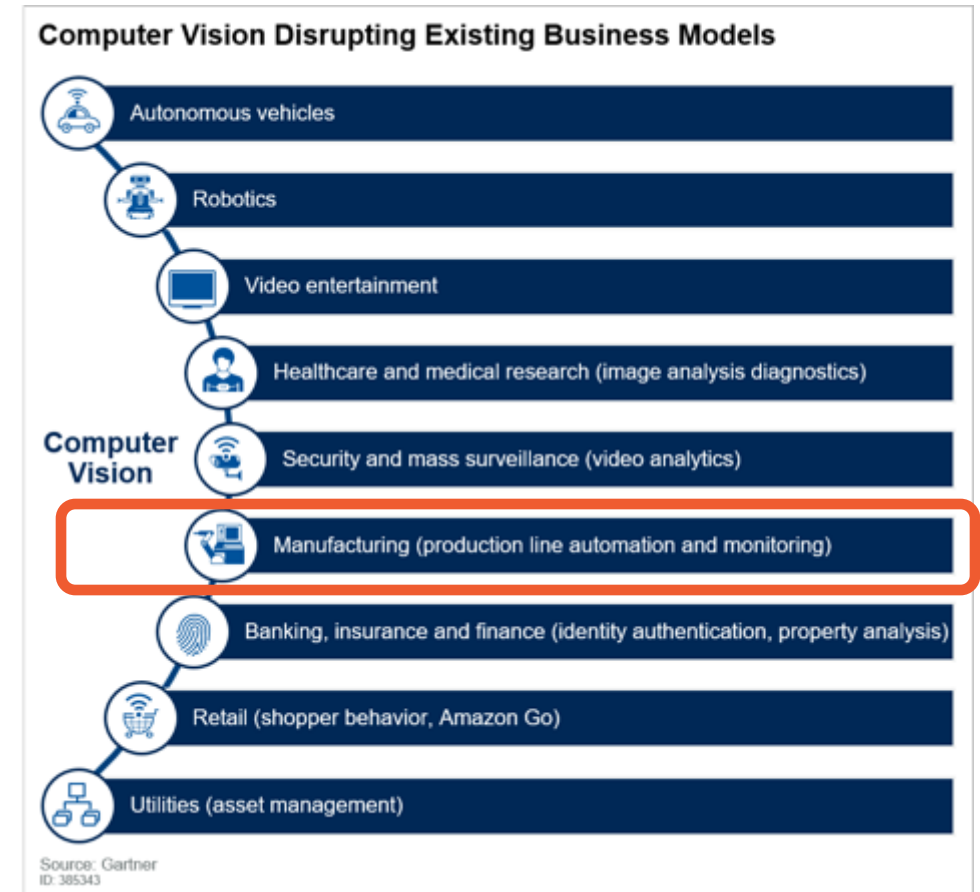 Computer Vision Disrupting Existing Business Models
Autonomous vehicles
Robotics
Video entertainment
Healthcare and medical research (image analysis diagnostics)
Computer
Vision
Security and mass surveillance (video analytics)
Manufacturing (production line automation and monitoring)
Banking, insurance and finance (identity authentication, property analysis)
Retail (shopper behavior, Amazon Go)
Utilities (asset management)
Source: Gartner
ID: 385343